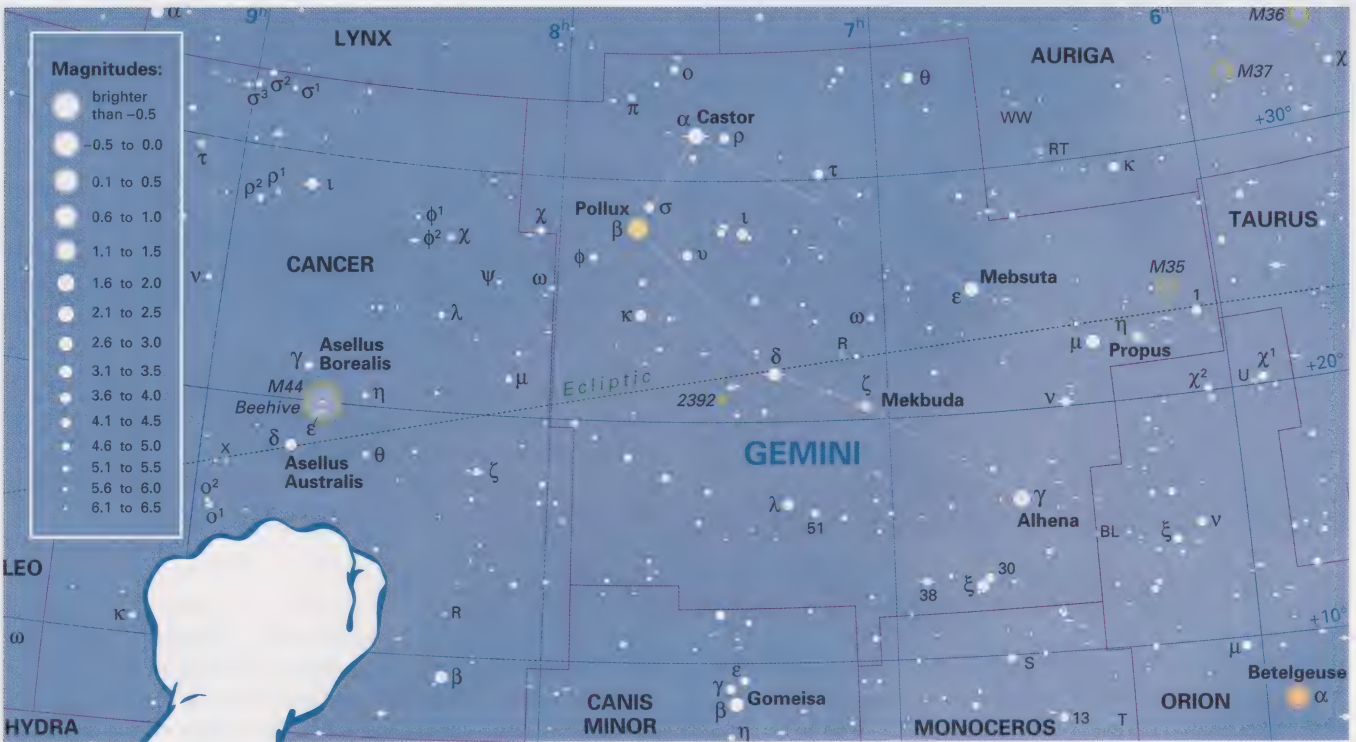 α
9h
LYNX
8h
7h
6h
M36
AURIGA
M37
χ
+30°
Magnitudes:
brighter
than −0.5
−0.5 to 0.0
0.1 to 0.5
0.6 to 1.0
1.1 to 1.5
1.6 to 2.0
2.1 to 2.5
2.6 to 3.0
3.1 to 3.5
3.6 to 4.0
4.1 to 4.5
4.6 to 5.0
5.1 to 5.5
5.6 to 6.0
6.1 to 6.5
σ³ σ² σ¹
ο
π
θ
α Castor
ρ
WW
RT
κ
τ
τ
ρ² ρ¹
ι
Pollux
β
σ
φ¹
φ² χ
χ
ι
TAURUS
CANCER
φ
υ
ν
ψ
ω
Mebsuta
ε
M35
1
λ
κ
ω
R
η
μ
Propus
Asellus
Borealis
γ
M44
Beehive
η
ε
μ
Ecliptic
δ
2392
ζ
Mekbuda
ν
χ²
U
χ¹
+20°
GEMINI
x
δ
Asellus
Australis
θ
ζ
ο²
ο¹
λ
51
γ
Alhena
BL
ξ
ν
LEO
κ
ω
R
38
ξ
30
+10°
β
S
μ
Betelgeuse
α
ε
γ
β
Gomeisa
η
CANIS
MINOR
MONOCEROS
13
T
ORION
HYDRA